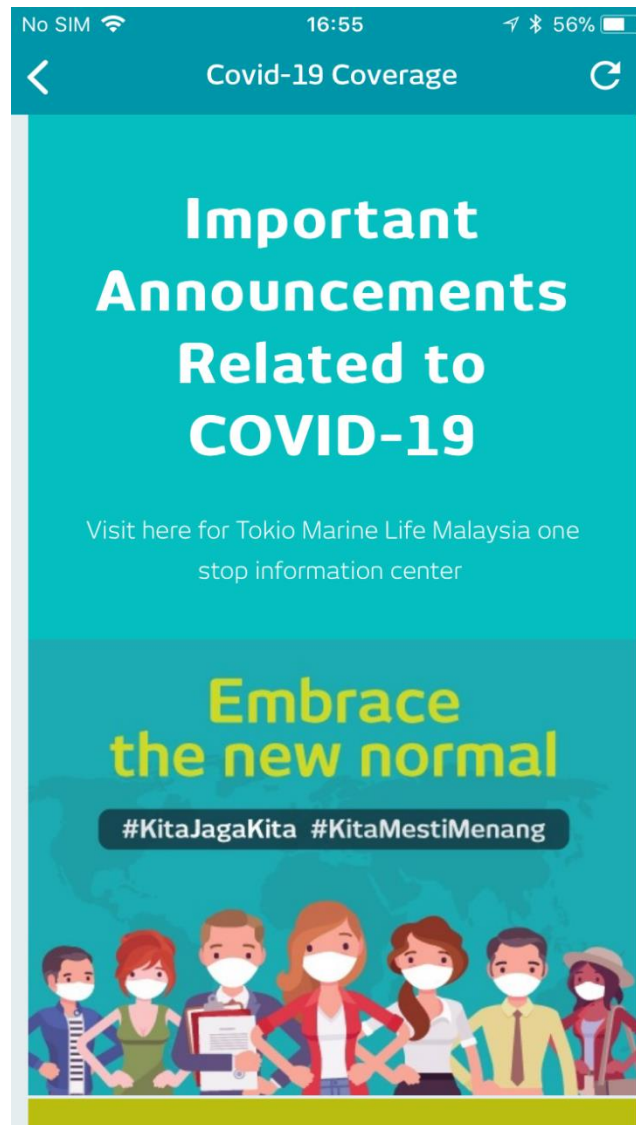 No SIM 16:55 56%
Covid-19 Coverage
Important
Announcements
Related to
COVID-19
Visit here for Tokio Marine Life Malaysia one
stop information center
Embrace
the new normal
#KitaJagaKita #KitaMestiMenang